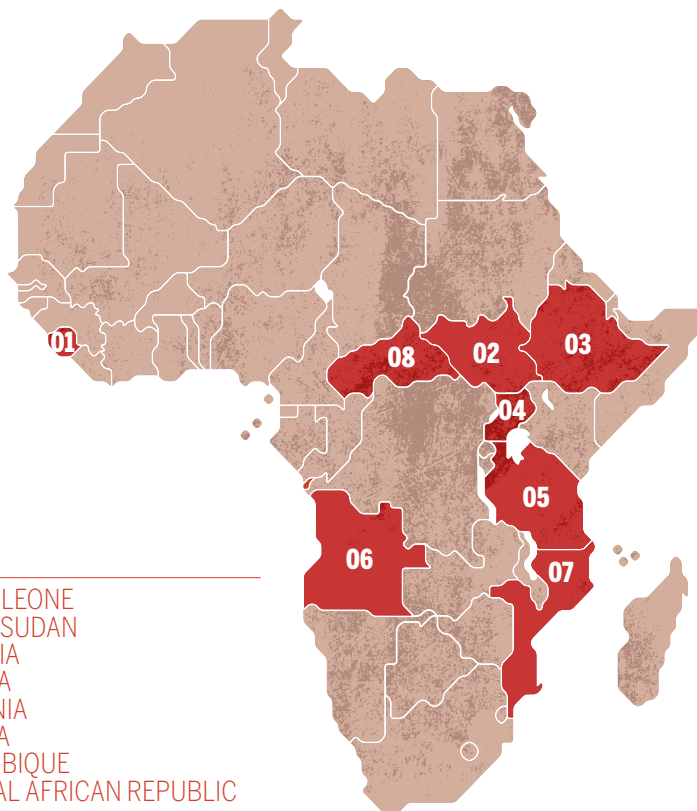 01
08
02
03
04
05
06
07
LEONE
SUDAN
IA
A
NIA
A
BIQUE
AL AFRICAN REPUBLIC